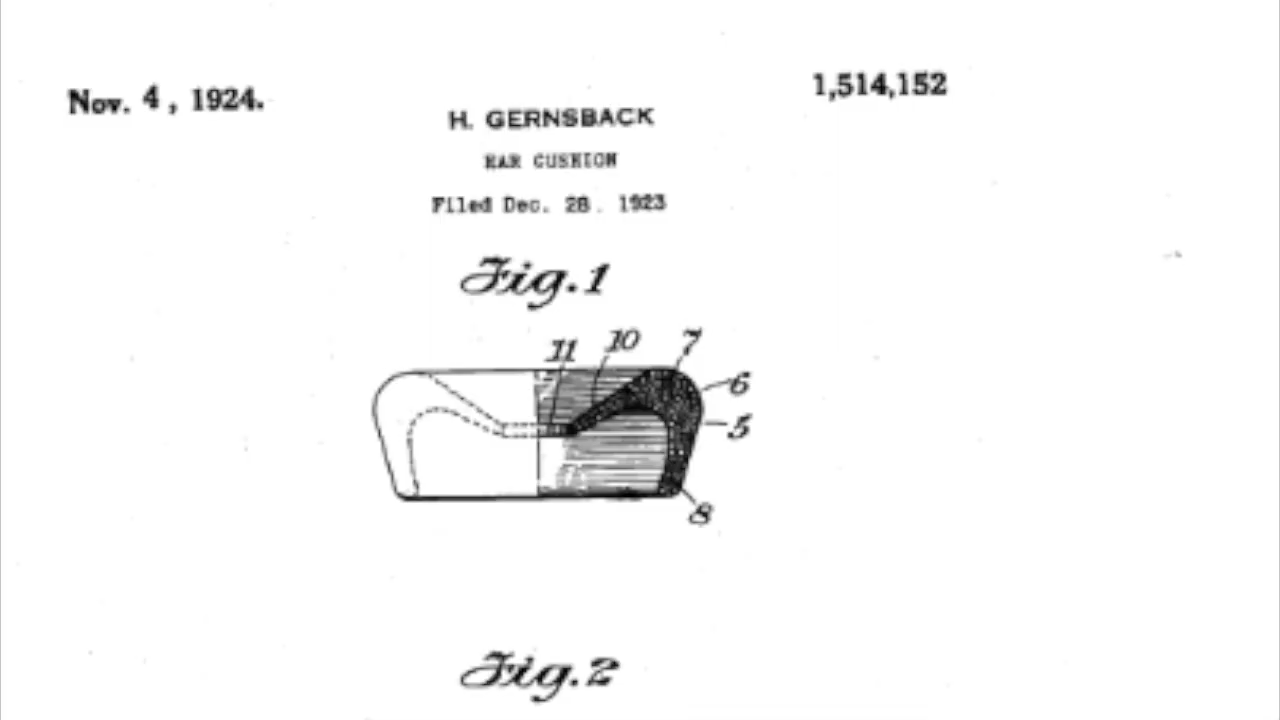 Nov. 4, 1924.
1,514,152
H. GERNSBACK
EAR CUSHION
Filed Dec. 28. 1923
Fig.1
11 10 7
6
5
8
Fig.2